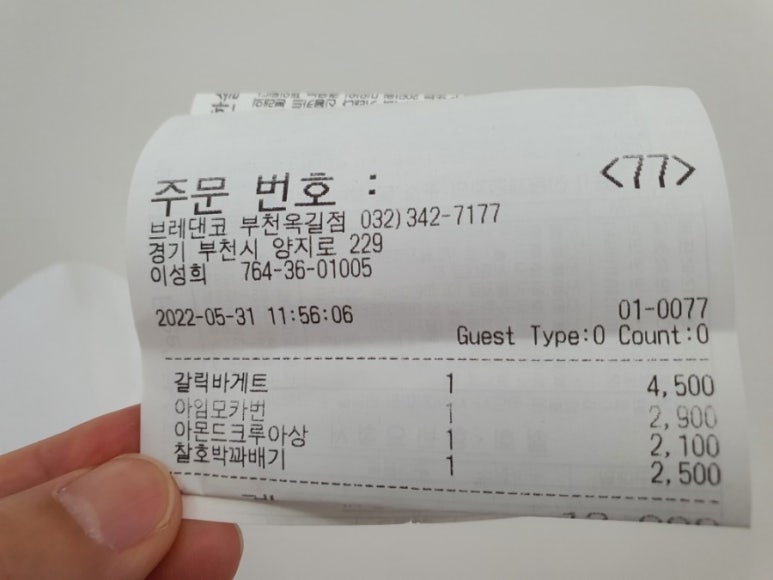 주문 번호 : <77>
브레댄코 부천옥길점 032)342-7177
경기 부천시 양지로 229
이성희 764-36-01005
2022-05-31 11:56:06 01-0077
Guest Type:0 Count:0
갈릭바게트 1 4,500
아임모카번 1 2,900
아몬드크루아상 1 2,100
찰호박꽈배기 1 2,500